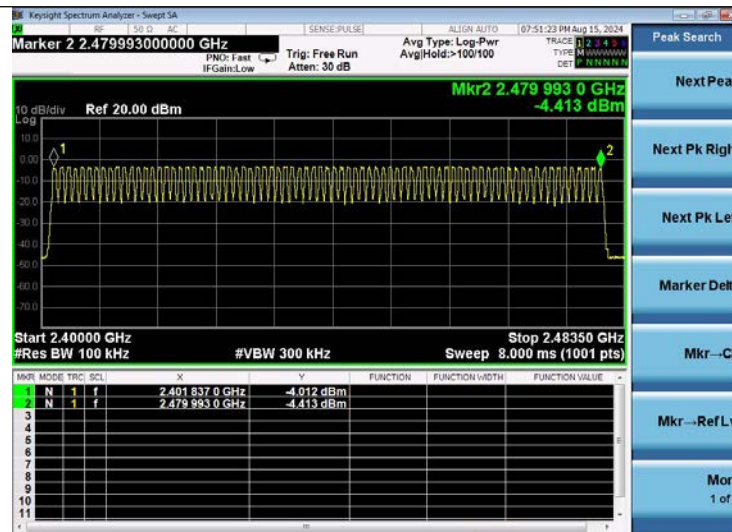 Keysight Spectrum Analyzer - Swept SA
RF 50 Ω AC SENSE:PULSE ALIGN AUTO 07:51:23 PM Aug 15, 2024
Marker 2 2.479993000000 GHz
PNO: Fast
IFGain:Low
Trig: Free Run
Atten: 30 dB
Avg Type: Log-Pwr
Avg|Hold:>100/100
TRACE 1 2 3 4 5 6
TYPE M
DET P N N N N N
Mkr2 2.479 993 0 GHz
-4.413 dBm
10 dB/div Ref 20.00 dBm
Log
10.0
0.00
-10.0
-20.0
-30.0
-40.0
-50.0
-60.0
-70.0
1
2
Start 2.40000 GHz Stop 2.48350 GHz
#Res BW 100 kHz #VBW 300 kHz Sweep 8.000 ms (1001 pts)
MKR MODE TRC SCL X Y FUNCTION FUNCTION WIDTH FUNCTION VALUE
1 N 1 f 2.401 837 0 GHz -4.012 dBm
2 N 1 f 2.479 993 0 GHz -4.413 dBm
3
4
5
6
7
8
9
10
11
Peak Search
Next Pea
Next Pk Righ
Next Pk Le
Marker Delt
Mkr→C
Mkr→Ref Lv
Mor
1 of